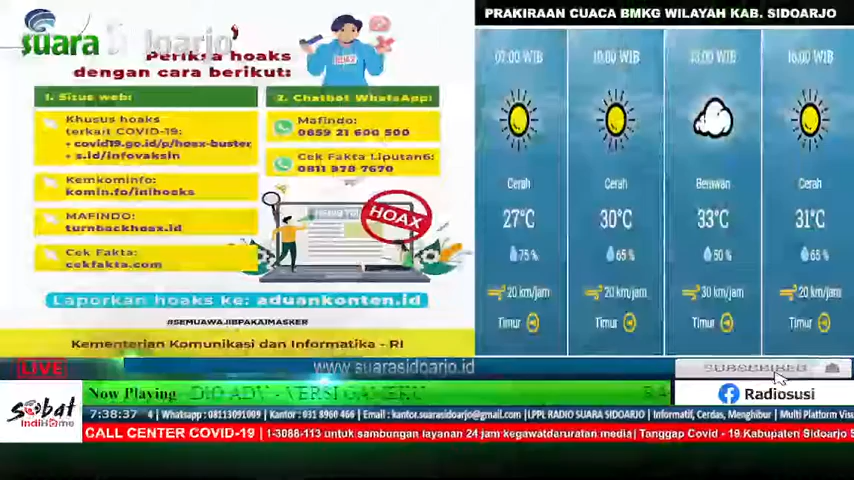 suara Sidoarjo
Periksa hoaks
dengan cara berikut:
1. Situs web:
Khusus hoaks
terkait COVID-19:
• covid19.go.id/p/hoax-buster
• s.id/infovaksin
Kemkominfo:
komin.fo/inihoaks
MAFINDO:
turnbackhoax.id
Cek Fakta:
cekfakta.com
2. Chatbot WhatsApp:
Mafindo:
0859 21 600 500
Cek Fakta Liputan6:
0811 978 7670
HOAX
Laporkan hoaks ke: aduankonten.id
#SEMUAWAJIBPAKAIMASKER
Kementerian Komunikasi dan Informatika - RI
PRAKIRAAN CUACA BMKG WILAYAH KAB. SIDOARJO
07:00 WIB 10:00 WIB 13:00 WIB 16:00 WIB
Cerah Cerah Berawan Cerah
27°C 30°C 33°C 31°C
75 % 65 % 50 % 65 %
20 km/jam 20 km/jam 30 km/jam 20 km/jam
Timur Timur Timur Timur
LIVE
www.suarasidoarjo.id
SUBSCRIBED
Now Playing DIO ADV - VERSI GAMEKU
Radiosusi
Sobat
IndiHome
7:38:37 4 | Whatsapp : 08113091009 | Kantor : 031 8960 466 | Email : kantor.suarasidoarjo@gmail.com |LPPL RADIO SUARA SIDOARJO | Informatif, Cerdas, Menghibur | Multi Platform Visu
CALL CENTER COVID-19 | 1-3088-113 untuk sambungan layanan 24 jam kegawatdaruratan media| Tanggap Covid - 19 Kabupaten Sidoarjo S